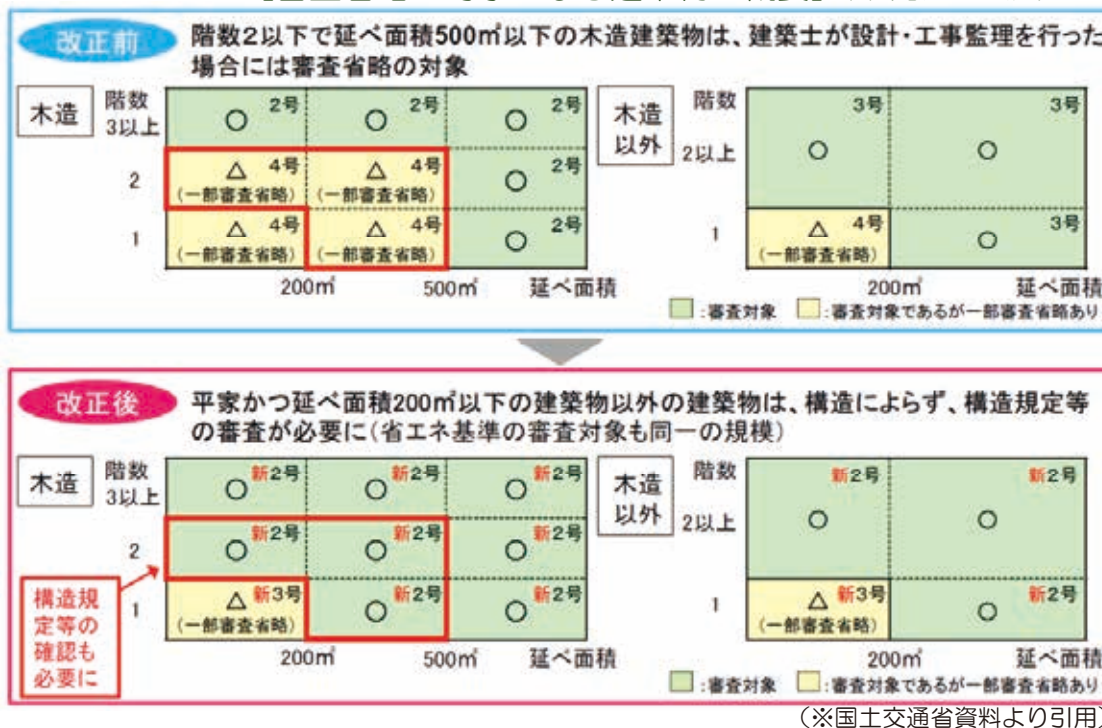 改正前
階数2以下で延べ面積500㎡以下の木造建築物は、建築士が設計・工事監理を行った
場合には審査省略の対象
木造
階数
3以上
2
1
○ 2号
○ 2号
○ 2号
△ 4号
(一部審査省略)
△ 4号
(一部審査省略)
○ 2号
△ 4号
(一部審査省略)
△ 4号
(一部審査省略)
○ 2号
200㎡
500㎡
延べ面積
木造
以外
階数
2以上
1
○ 3号
○ 3号
△ 4号
(一部審査省略)
○ 3号
200㎡
延べ面積
:審査対象
:審査対象であるが一部審査省略あり
改正後
平家かつ延べ面積200㎡以下の建築物以外の建築物は、構造によらず、構造規定等
の審査が必要に(省エネ基準の審査対象も同一の規模)
木造
階数
3以上
2
1
○ 新2号
○ 新2号
○ 新2号
○ 新2号
○ 新2号
○ 新2号
△ 新3号
(一部審査省略)
○ 新2号
○ 新2号
構造規
定等の
確認も
必要に
200㎡
500㎡
延べ面積
木造
以外
階数
2以上
1
○ 新2号
○ 新2号
△ 新3号
(一部審査省略)
○ 新2号
200㎡
延べ面積
:審査対象
:審査対象であるが一部審査省略あり
(※国土交通省資料より引用)